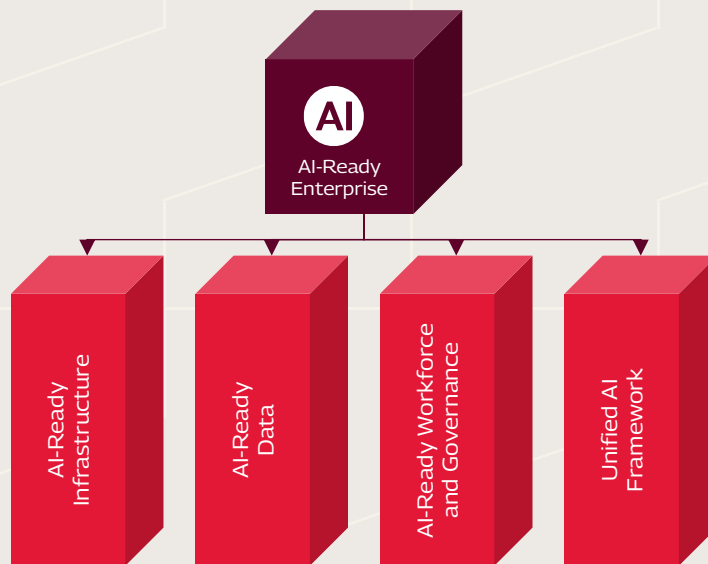 AI
AI-Ready
Enterprise
AI-Ready
Infrastructure
AI-Ready
Data
AI-Ready Workforce
and Governance
Unified AI
Framework